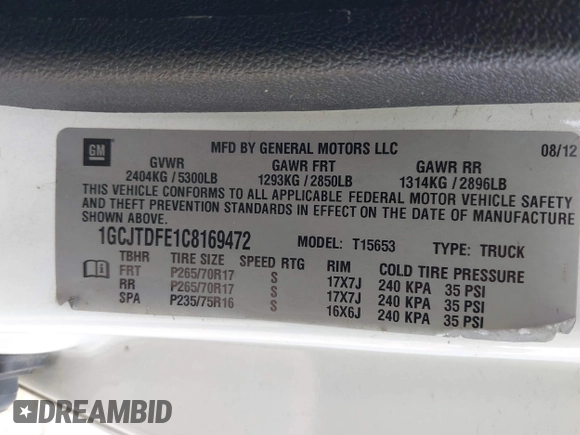 GM
MFD BY GENERAL MOTORS LLC 08/12
GVWR GAWR FRT GAWR RR
2404KG / 5300LB 1293KG / 2850LB 1314KG / 2896LB
THIS VEHICLE CONFORMS TO ALL APPLICABLE FEDERAL MOTOR VEHICLE SAFETY
AND THEFT PREVENTION STANDARDS IN EFFECT ON THE DATE OF MANUFACTURE
SHOWN ABOVE.
1GCJTDFE1C8169472 MODEL: T15653 TYPE: TRUCK
TBHR TIRE SIZE SPEED RTG RIM COLD TIRE PRESSURE
FRT P265/70R17 S 17X7J 240 KPA 35 PSI
RR P265/70R17 S 17X7J 240 KPA 35 PSI
SPA P235/75R16 S 16X6J 240 KPA 35 PSI
DREAMBID